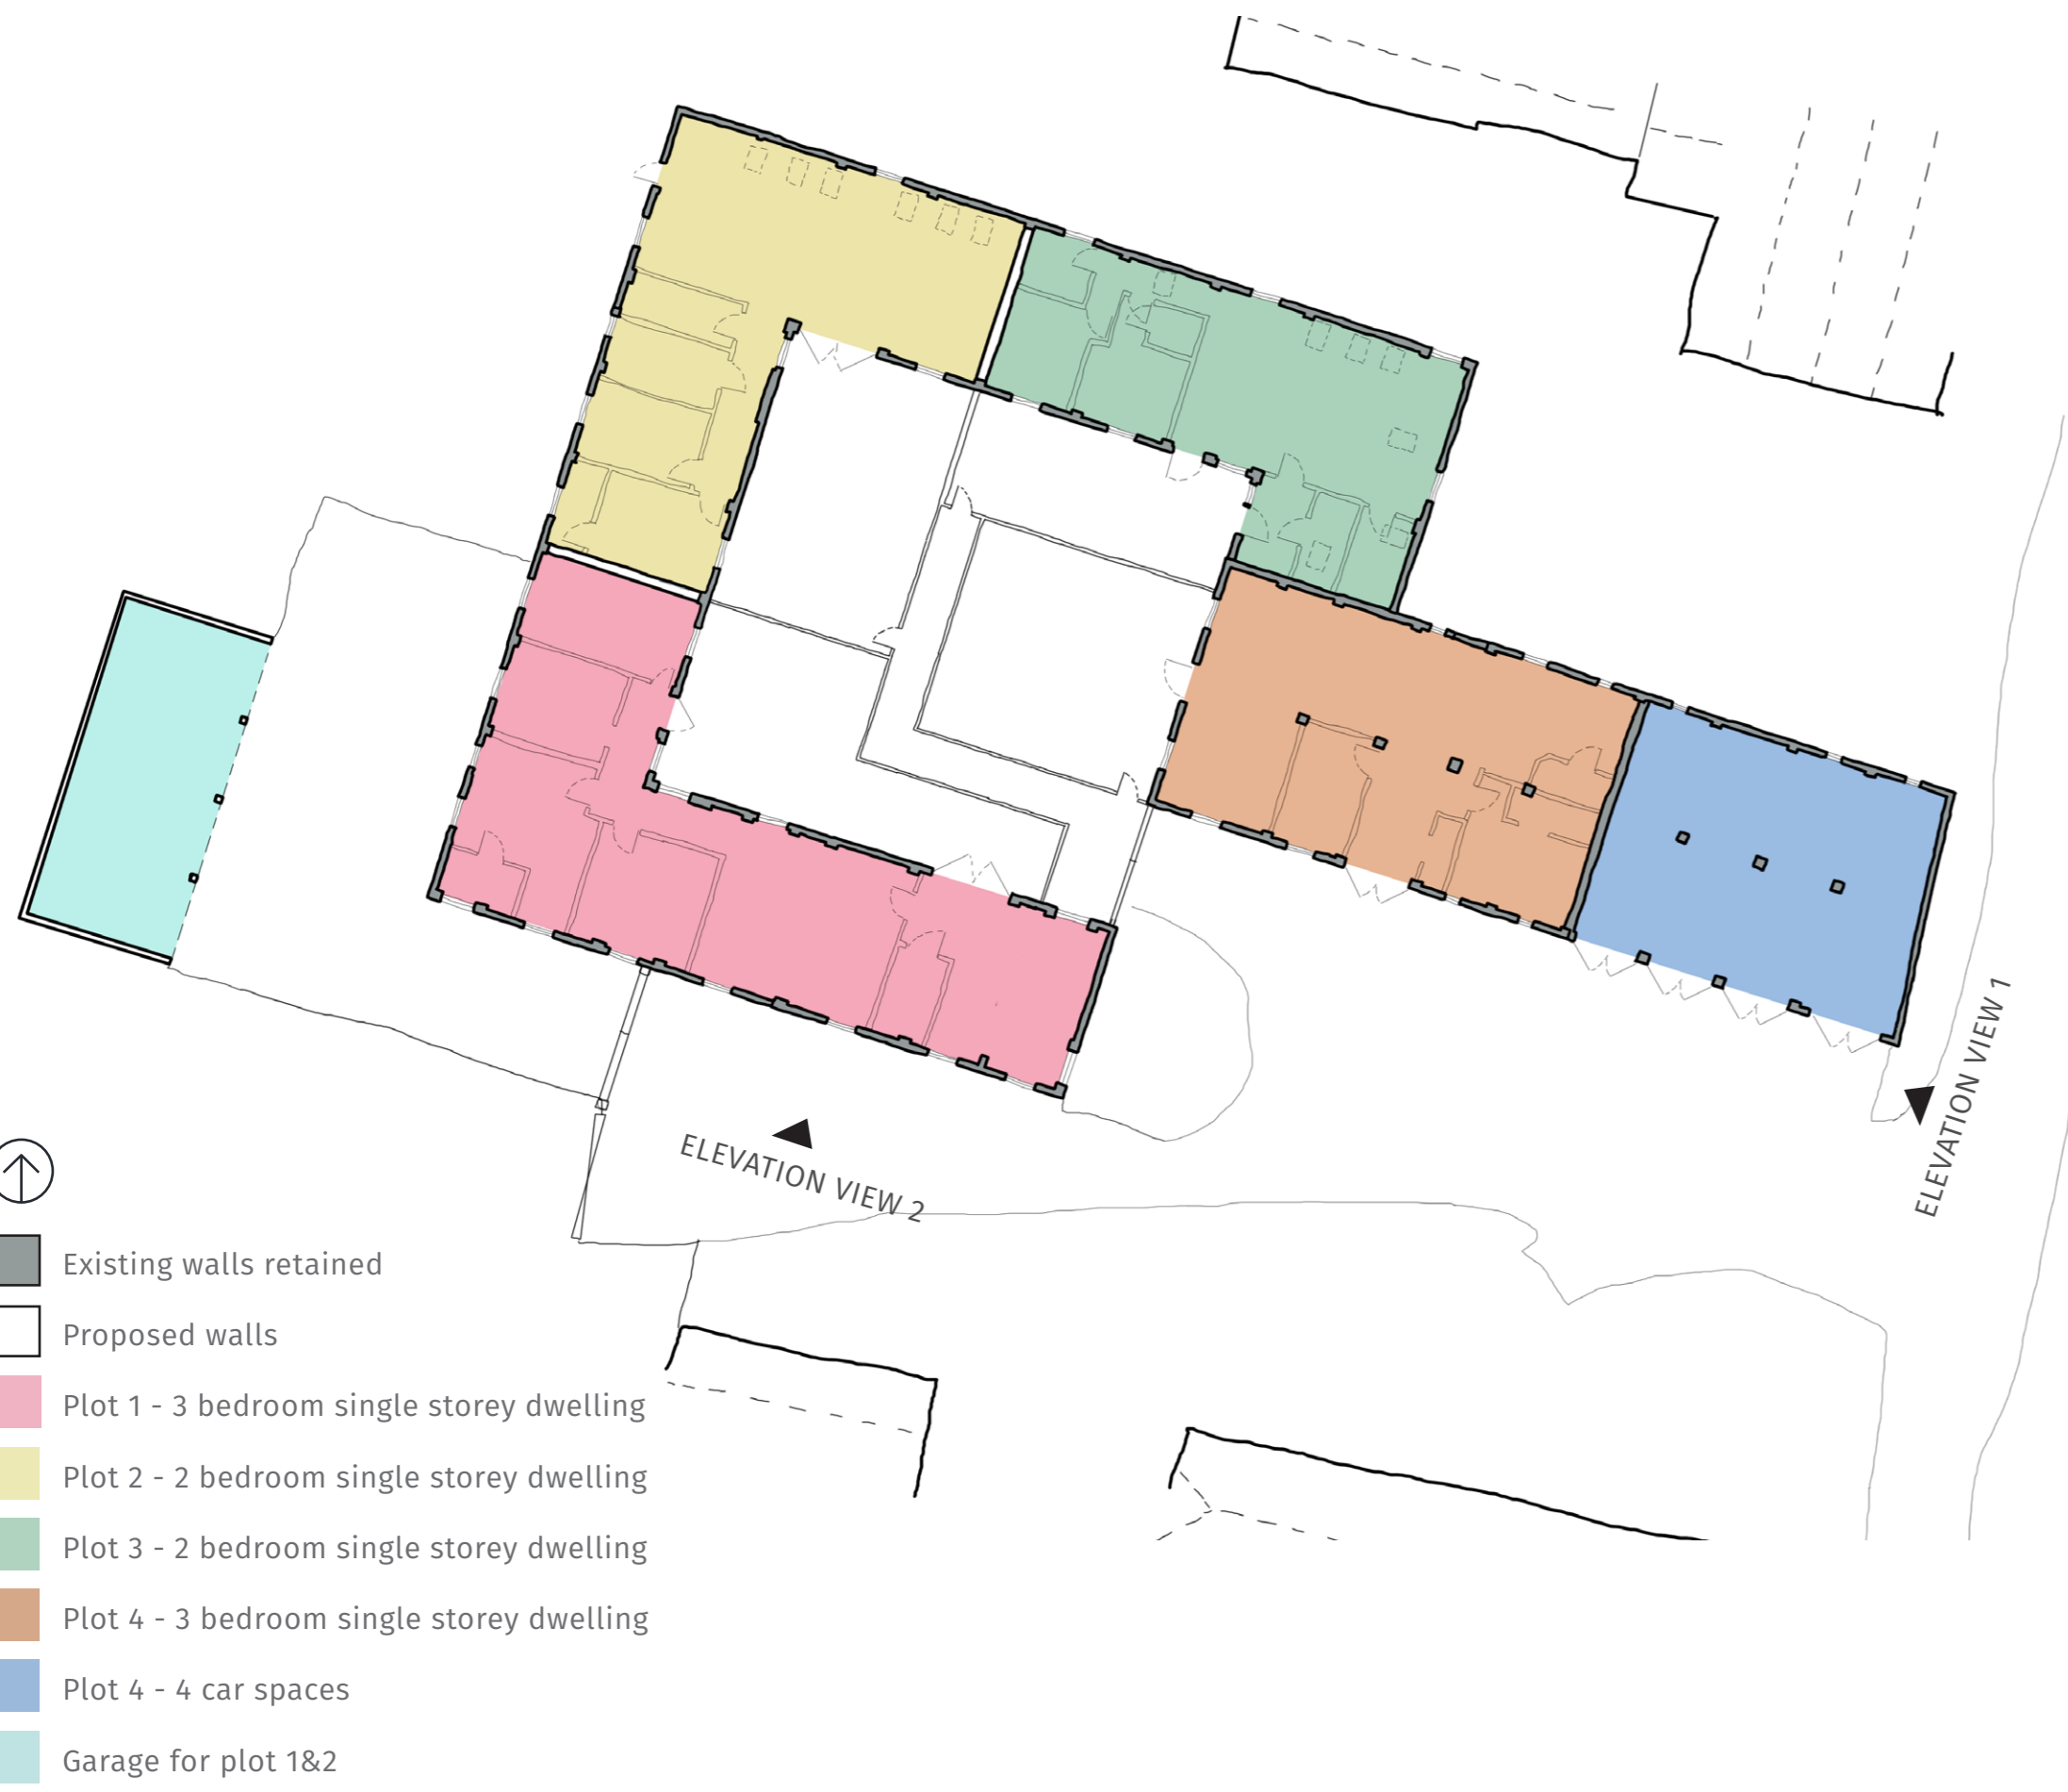 ELEVATION VIEW 1
ELEVATION VIEW 2
Existing walls retained
Proposed walls
Plot 1 - 3 bedroom single storey dwelling
Plot 2 - 2 bedroom single storey dwelling
Plot 3 - 2 bedroom single storey dwelling
Plot 4 - 3 bedroom single storey dwelling
Plot 4 - 4 car spaces
Garage for plot 1&2